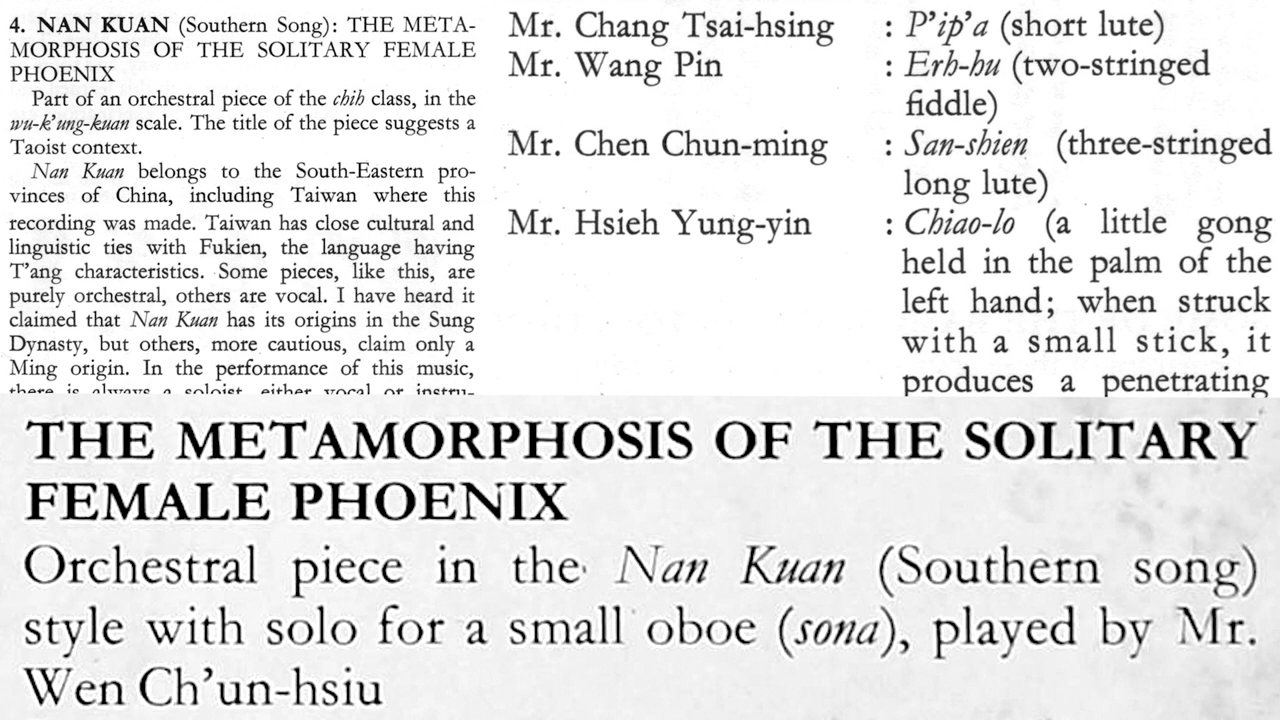 4. NAN KUAN (Southern Song): THE META-
MORPHOSIS OF THE SOLITARY FEMALE
PHOENIX
Part of an orchestral piece of the chih class, in the
wu-k'ung-kuan scale. The title of the piece suggests a
Taoist context.
Nan Kuan belongs to the South-Eastern pro-
vinces of China, including Taiwan where this
recording was made. Taiwan has close cultural and
linguistic ties with Fukien, the language having
T'ang characteristics. Some pieces, like this, are
purely orchestral, others are vocal. I have heard it
claimed that Nan Kuan has its origins in the Sung
Dynasty, but others, more cautious, claim only a
Ming origin. In the performance of this music,
there is always a soloist, either vocal or instru-
Mr. Chang Tsai-hsing : P'ip'a (short lute)
Mr. Wang Pin : Erh-hu (two-stringed
fiddle)
Mr. Chen Chun-ming : San-shien (three-stringed
long lute)
Mr. Hsieh Yung-yin : Chiao-lo (a little gong
held in the palm of the
left hand; when struck
with a small stick, it
produces a penetrating
THE METAMORPHOSIS OF THE SOLITARY
FEMALE PHOENIX
Orchestral piece in the Nan Kuan (Southern song)
style with solo for a small oboe (sona), played by Mr.
Wen Ch'un-hsiu